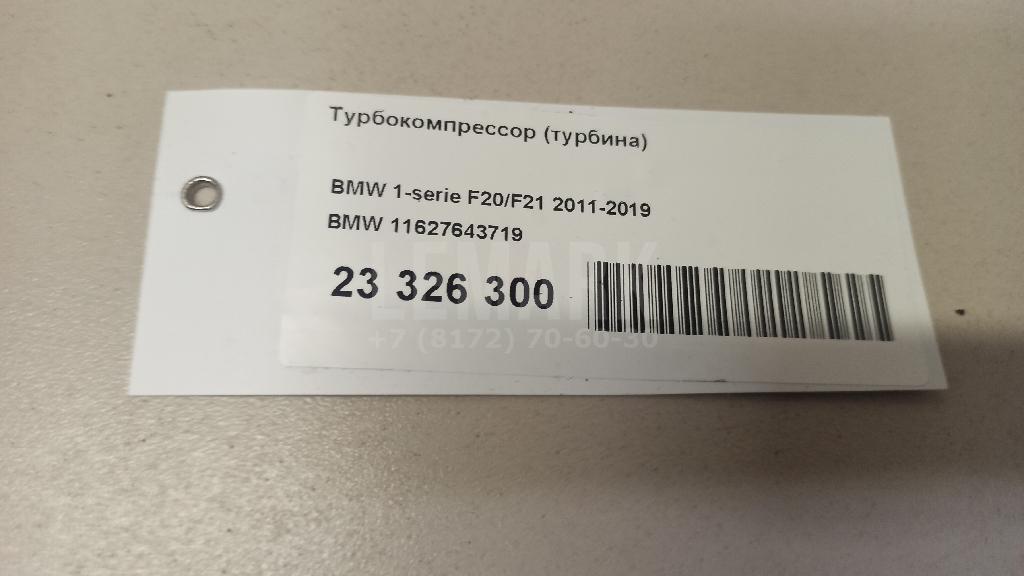 Турбокомпрессор (турбина)
BMW 1-serie F20/F21 2011-2019
BMW 11627643719
23 326 300
LEMARK
+7 (8172) 70-60-30